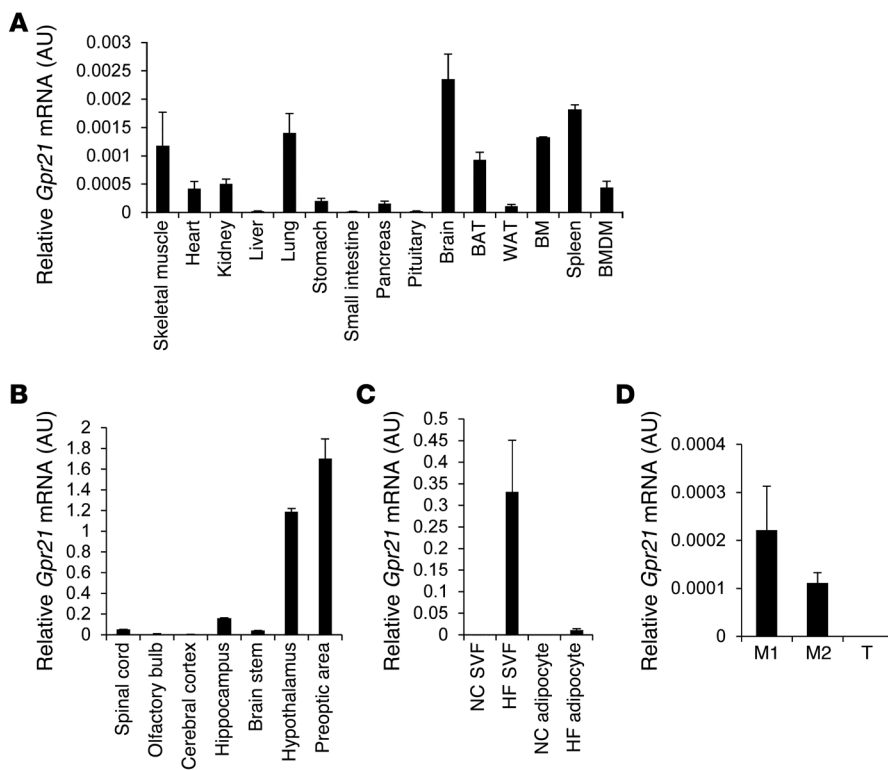 A
Relative Gpr21 mRNA (AU)
0.003
0.0025
0.002
0.0015
0.001
0.0005
0
Skeletal muscle
Heart
Kidney
Liver
Lung
Stomach
Small intestine
Pancreas
Pituitary
Brain
BAT
WAT
BM
Spleen
BMDM
B
Relative Gpr21 mRNA (AU)
2
1.8
1.6
1.4
1.2
1
0.8
0.6
0.4
0.2
0
Spinal cord
Olfactory bulb
Cerebral cortex
Hippocampus
Brain stem
Hypothalamus
Preoptic area
C
Relative Gpr21 mRNA (AU)
0.5
0.45
0.4
0.35
0.3
0.25
0.2
0.15
0.1
0.05
0
NC SVF
HF SVF
NC adipocyte
HF adipocyte
D
Relative Gpr21 mRNA (AU)
0.0004
0.0003
0.0002
0.0001
0
M1
M2
T